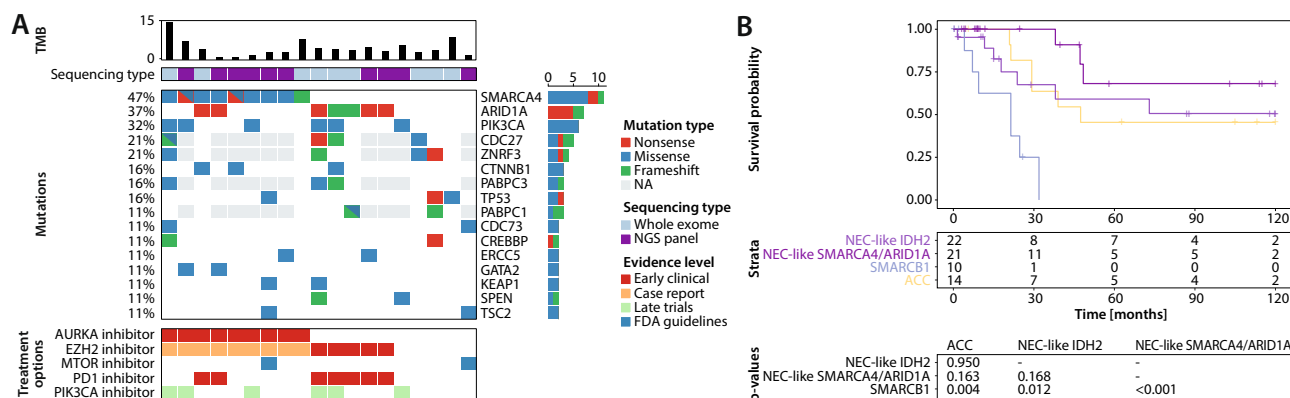 A
TMB
15
0
Sequencing type
0 5 10
Mutations
47% SMARCA4
37% ARID1A
32% PIK3CA
21% CDC27
21% ZNRF3
16% CTNNB1
16% PABPC3
16% TP53
11% PABPC1
11% CDC73
11% CREBBP
11% ERCC5
11% GATA2
11% KEAP1
11% SPEN
11% TSC2
Mutation type
Nonsense
Missense
Frameshift
NA
Sequencing type
Whole exome
NGS panel
Evidence level
Early clinical
Case report
Late trials
FDA guidelines
Treatment
options
AURKA inhibitor
EZH2 inhibitor
MTOR inhibitor
PD1 inhibitor
PIK3CA inhibitor
B
Survival probability
1.00
0.75
0.50
0.25
0.00
0 30 60 90 120
Strata
NEC-like IDH2 22 8 7 4 2
NEC-like SMARCA4/ARID1A 21 11 5 5 2
SMARCB1 10 1 0 0 0
ACC 14 7 5 4 2
0 30 60 90 120
Time [months]
p-values
ACC NEC-like IDH2 NEC-like SMARCA4/ARID1A
NEC-like IDH2 0.950 - -
NEC-like SMARCA4/ARID1A 0.163 0.168 -
SMARCB1 0.004 0.012 <0.001